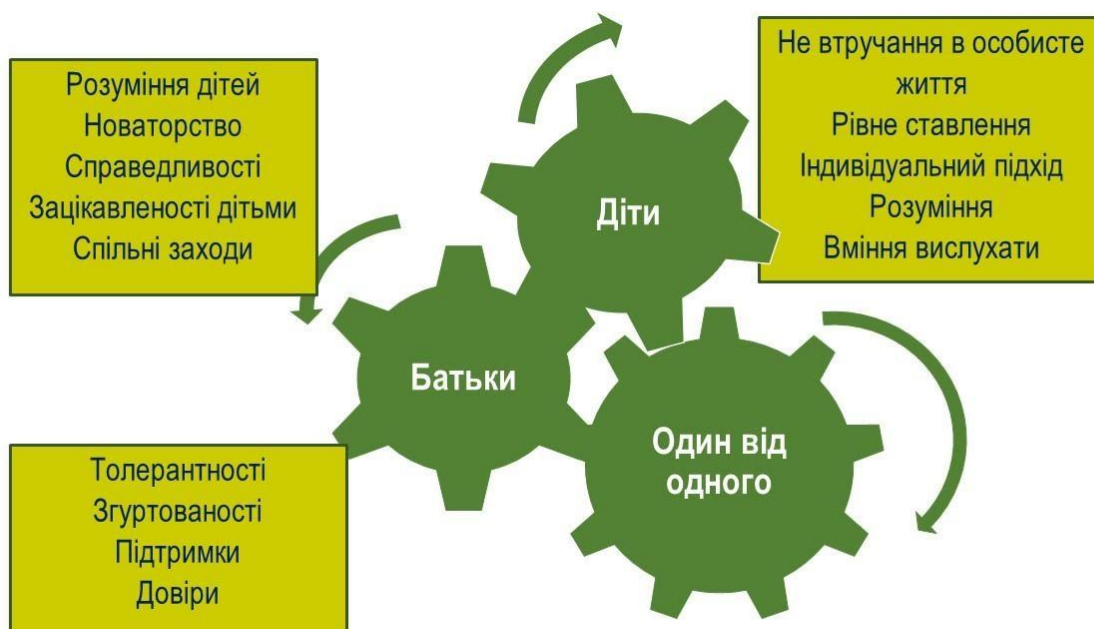 Розуміння дітей
Новаторство
Справедливості
Зацікавленості дітьми
Спільні заходи
Не втручання в особисте
життя
Рівне ставлення
Індивідуальний підхід
Розуміння
Вміння вислухати
Діти
Батьки
Один від
одного
Толерантності
Згуртованості
Підтримки
Довіри